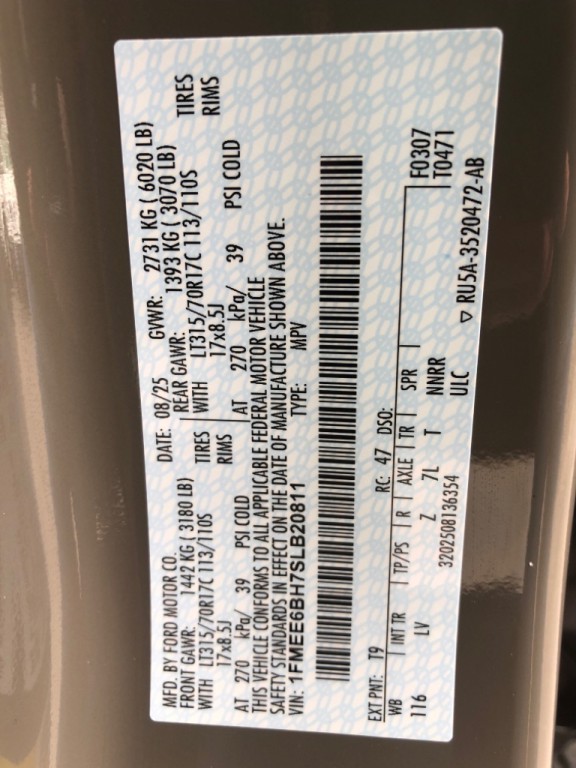 MFD. BY FORD MOTOR CO.
DATE: 08/25 GVWR: 2731 KG ( 6020 LB)
FRONT GAWR: 1442 KG ( 3180 LB) REAR GAWR: 1393 KG ( 3070 LB)
WITH LT315/70R17C 113/110S TIRES WITH LT315/70R17C 113/110S TIRES
17x8.5J RIMS 17x8.5J RIMS
AT 270 kPa/ 39 PSI COLD AT 270 kPa/ 39 PSI COLD
THIS VEHICLE CONFORMS TO ALL APPLICABLE FEDERAL MOTOR VEHICLE
SAFETY STANDARDS IN EFFECT ON THE DATE OF MANUFACTURE SHOWN ABOVE.
VIN: 1FMEE6BH7SLB20811 TYPE: MPV
EXT PNT: T9 RC: 47 DSO: F0307
WB INT TR TP/PS R AXLE TR SPR T0471
116 LV Z 7L T NNRR
3202508136354 ULC ▽ RU5A-3520472-AB